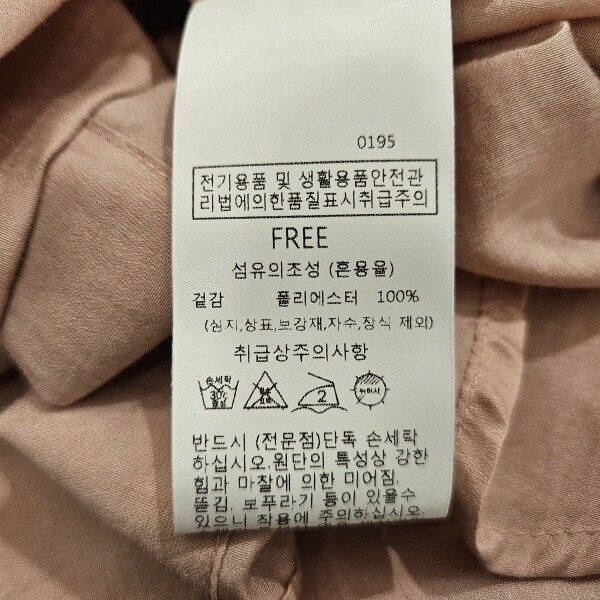 0195
전기용품 및 생활용품안전관
리법에의한품질표시취급주의
FREE
섬유의조성 (혼용율)
겉감 폴리에스터 100%
(심지,상표,보강재,자수,장식 제외)
취급상주의사항
손세탁 30℃ 중성
2
뉘어서
반드시 (전문점)단독 손세탁
하십시오.원단의 특성상 강한
힘과 마찰에 의한 미어짐,
뜯김, 보푸라기 등이 있을수
있으니 착용에 주의하십시오.